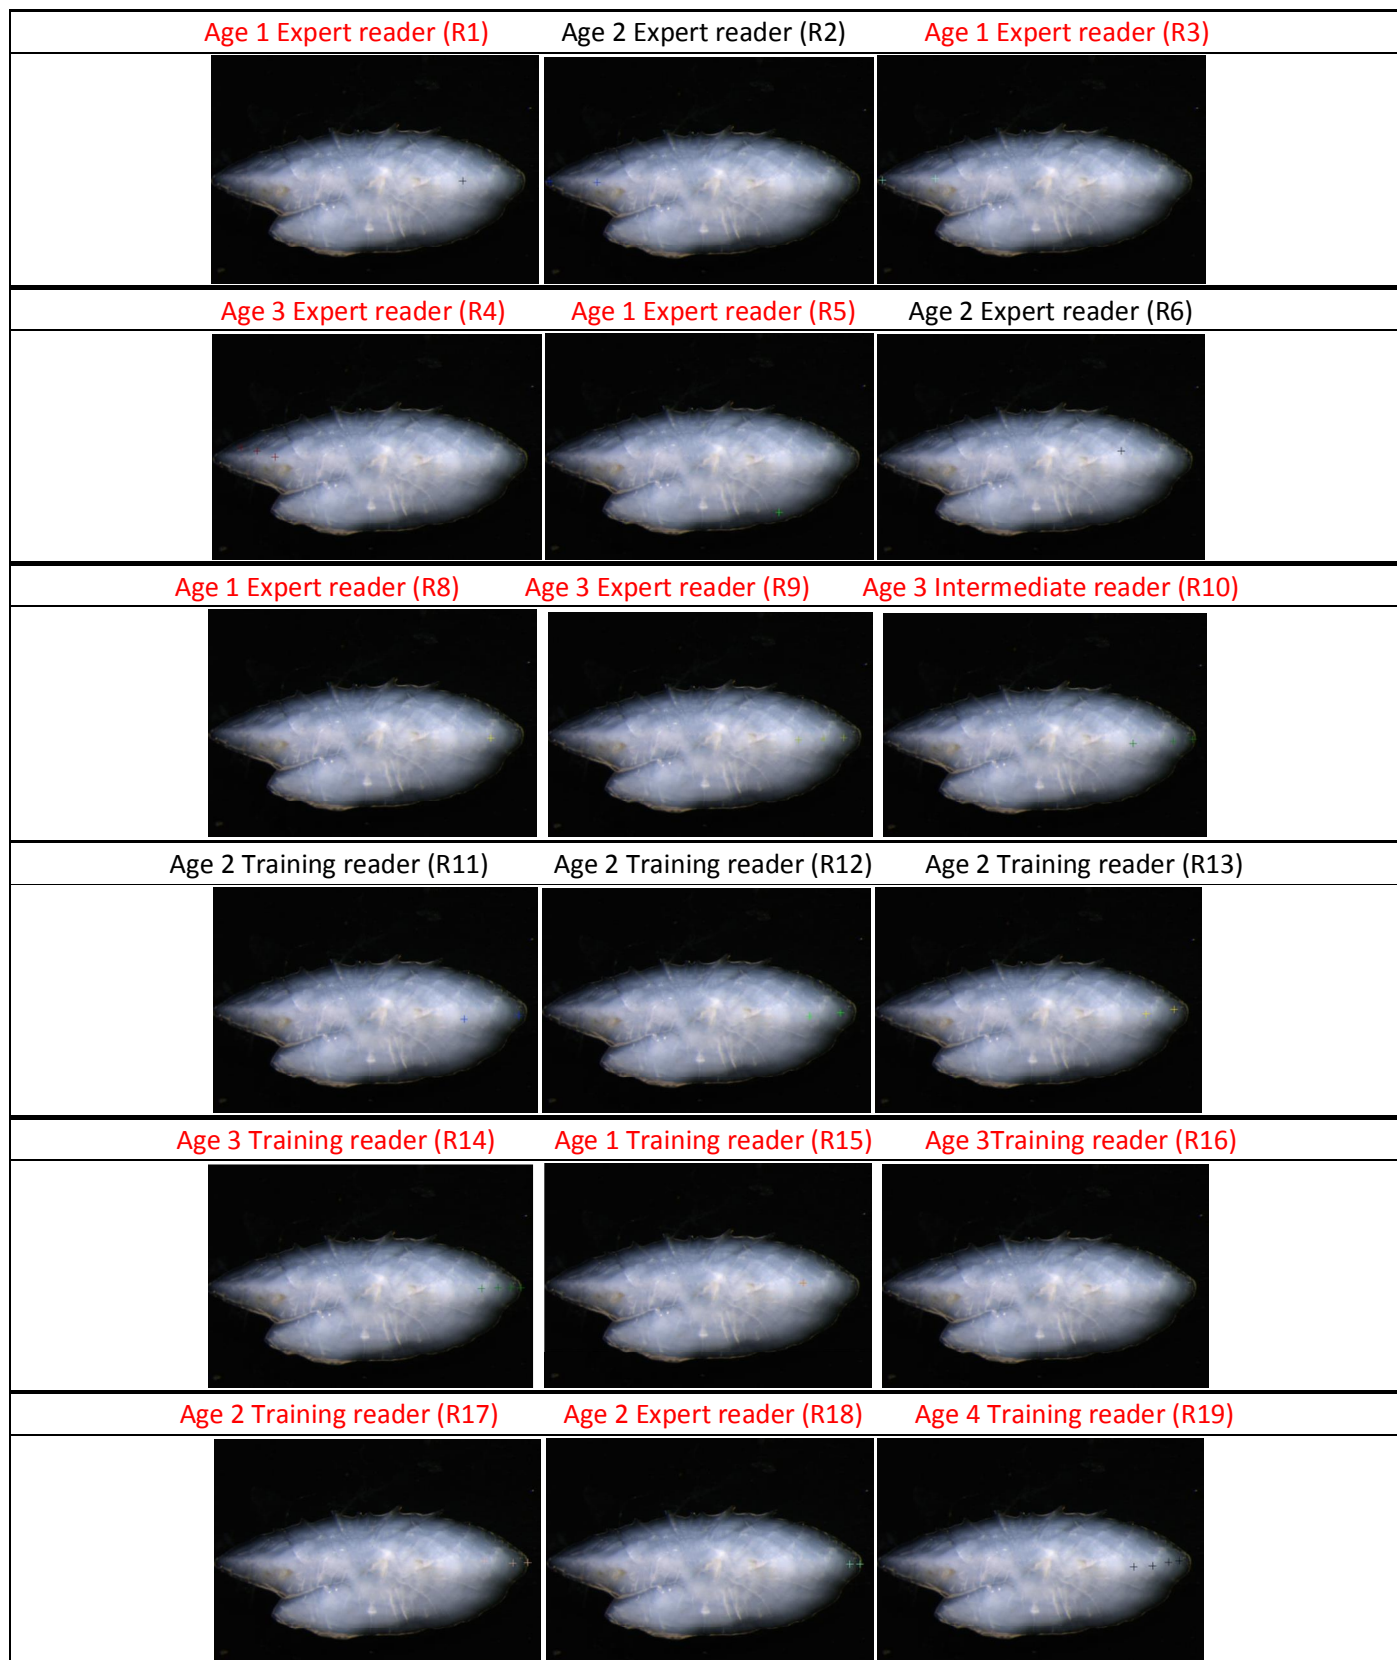 Age 1 Expert reader (R1) Age 2 Expert reader (R2) Age 1 Expert reader (R3)
Age 3 Expert reader (R4) Age 1 Expert reader (R5) Age 2 Expert reader (R6)
Age 1 Expert reader (R8) Age 3 Expert reader (R9) Age 3 Intermediate reader (R10)
Age 2 Training reader (R11) Age 2 Training reader (R12) Age 2 Training reader (R13)
Age 3 Training reader (R14) Age 1 Training reader (R15) Age 3Training reader (R16)
Age 2 Training reader (R17) Age 2 Expert reader (R18) Age 4 Training reader (R19)